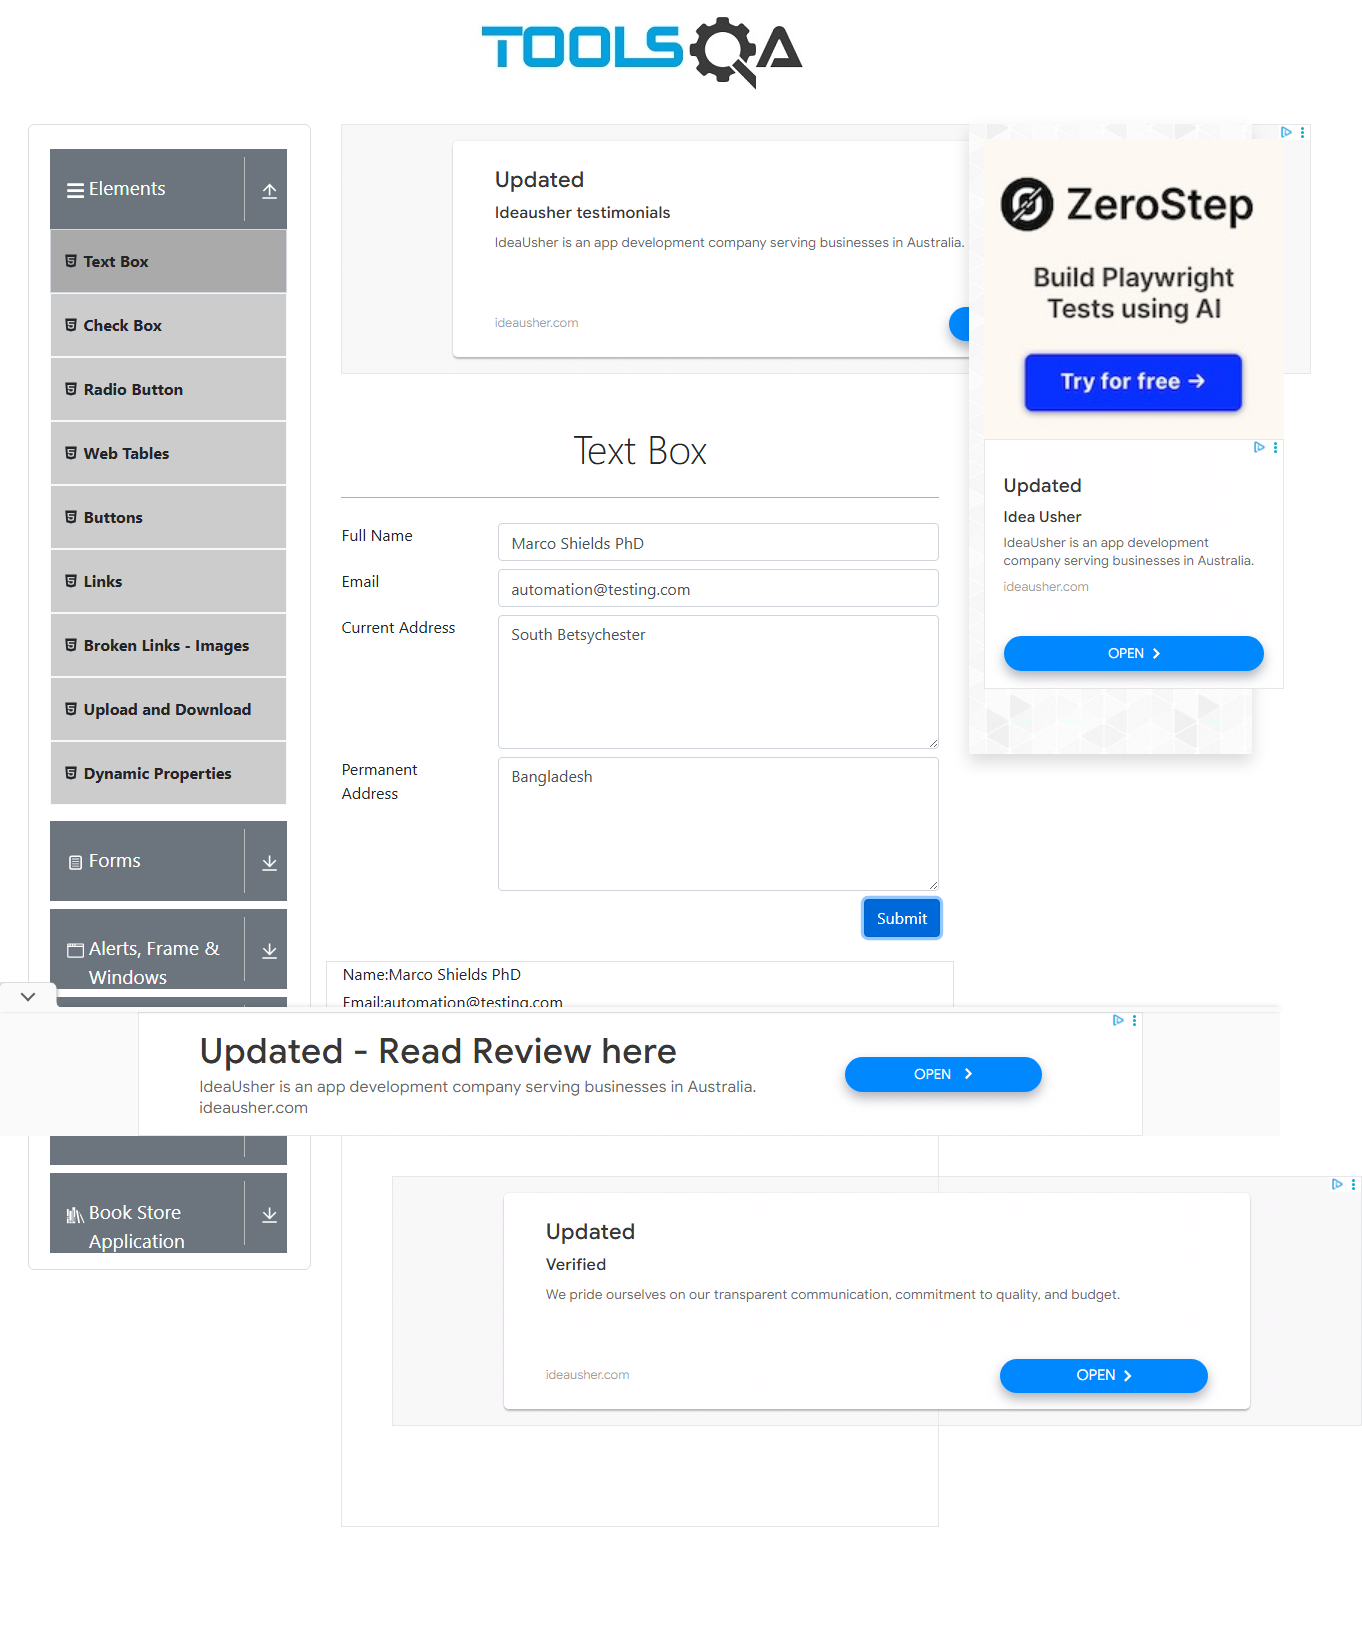 TOOLSQA
Elements
Text Box
Check Box
Radio Button
Web Tables
Buttons
Links
Broken Links - Images
Upload and Download
Dynamic Properties
Forms
Alerts, Frame &
Windows
Book Store
Application
Updated
Ideausher testimonials
IdeaUsher is an app development company serving businesses in Australia.
ideausher.com
ZeroStep
Build Playwright
Tests using AI
Try for free →
Updated
Idea Usher
IdeaUsher is an app development
company serving businesses in Australia.
ideausher.com
OPEN
Text Box
Full Name
Marco Shields PhD
Email
automation@testing.com
Current Address
South Betsychester
Permanent
Address
Bangladesh
Submit
Name:Marco Shields PhD
Email:automation@testing.com
Updated - Read Review here
IdeaUsher is an app development company serving businesses in Australia.
ideausher.com
OPEN
Updated
Verified
We pride ourselves on our transparent communication, commitment to quality, and budget.
ideausher.com
OPEN